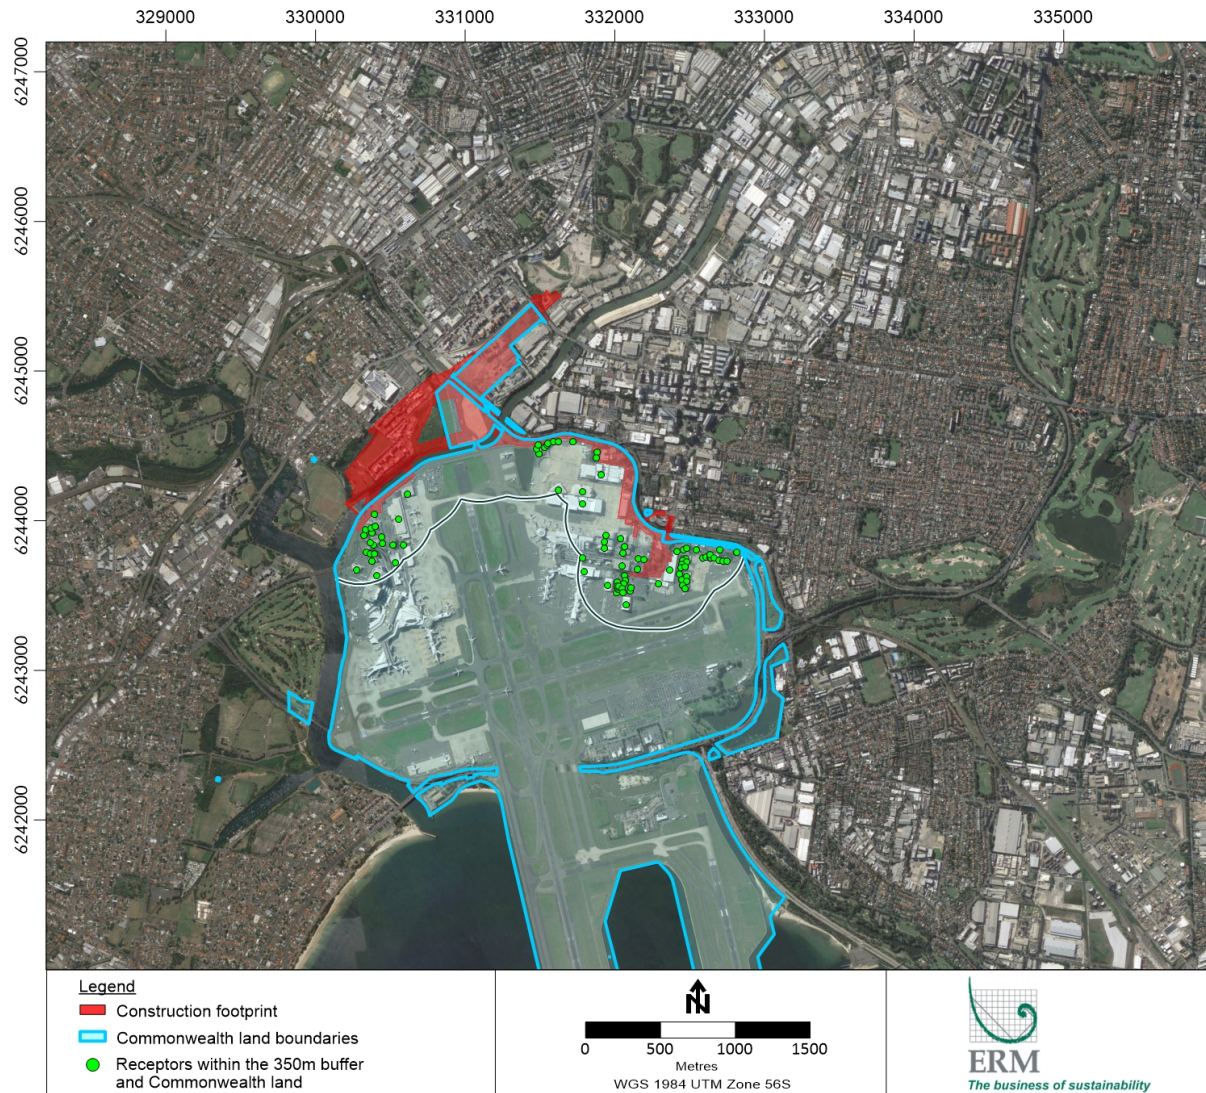 329000 330000 331000 332000 333000 334000 335000
6247000
6246000
6245000
6244000
6243000
6242000
Legend
Construction footprint
Commonwealth land boundaries
Receptors within the 350m buffer
and Commonwealth land
N
0 500 1000 1500
Metres
WGS 1984 UTM Zone 56S
ERM
The business of sustainability